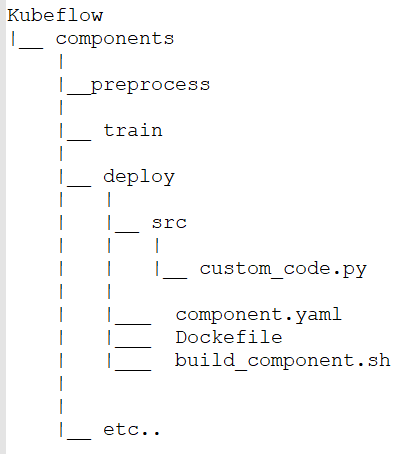 Kubeflow
|__ components
    |
    |__preprocess
    |
    |__ train
    |
    |__ deploy
    |   |
    |   |__ src
    |   |   |
    |   |   |__ custom_code.py
    |   |
    |   |___  component.yaml
    |   |___  Dockefile
    |   |___  build_component.sh
    |
    |
    |__ etc..